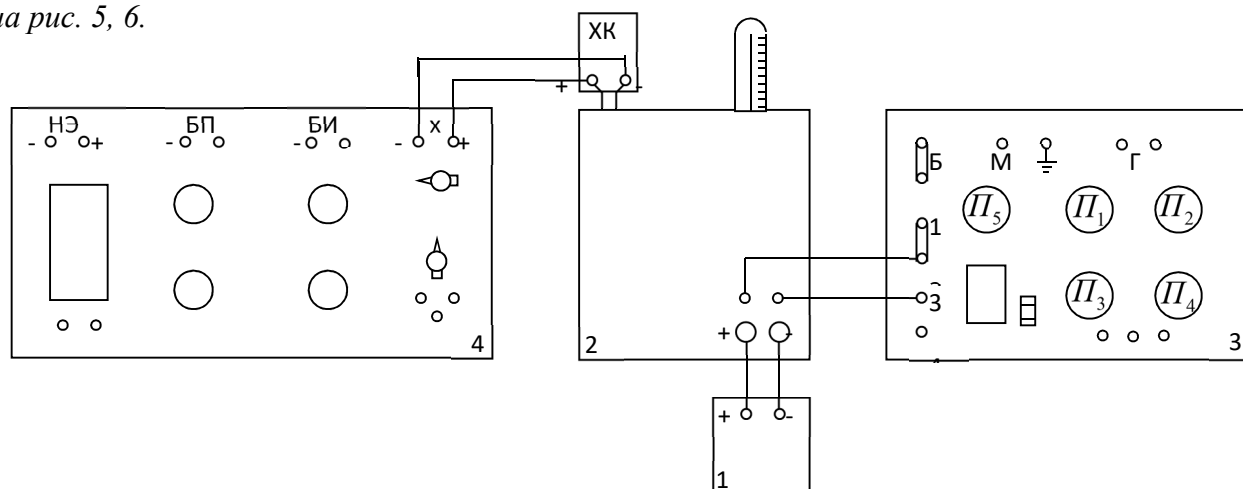 на рис. 5, 6.
ХК
+ -
НЭ БП БИ х
- + - - - +
Б М Г
П₅ П₁ П₂
1
3 П₃ П₄
+ -
4 2 3
+ -
1